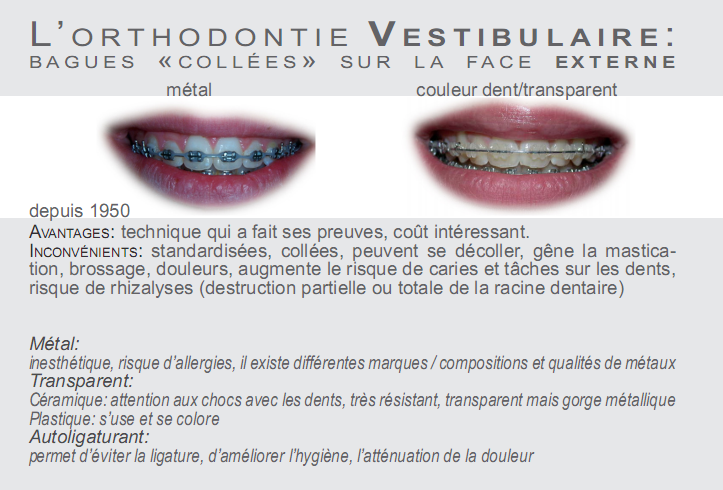 L'ORTHODONTIE VESTIBULAIRE:
BAGUES «COLLÉES» SUR LA FACE EXTERNE
métal
couleur dent/transparent
depuis 1950
AVANTAGES: technique qui a fait ses preuves, coût intéressant.
INCONVÉNIENTS: standardisées, collées, peuvent se décoller, gêne la mastica-
tion, brossage, douleurs, augmente le risque de caries et tâches sur les dents,
risque de rhizalyses (destruction partielle ou totale de la racine dentaire)
Métal:
inesthétique, risque d'allergies, il existe différentes marques / compositions et qualités de métaux
Transparent:
Céramique: attention aux chocs avec les dents, très résistant, transparent mais gorge métallique
Plastique: s'use et se colore
Autoligaturant:
permet d'éviter la ligature, d'améliorer l'hygiène, l'atténuation de la douleur